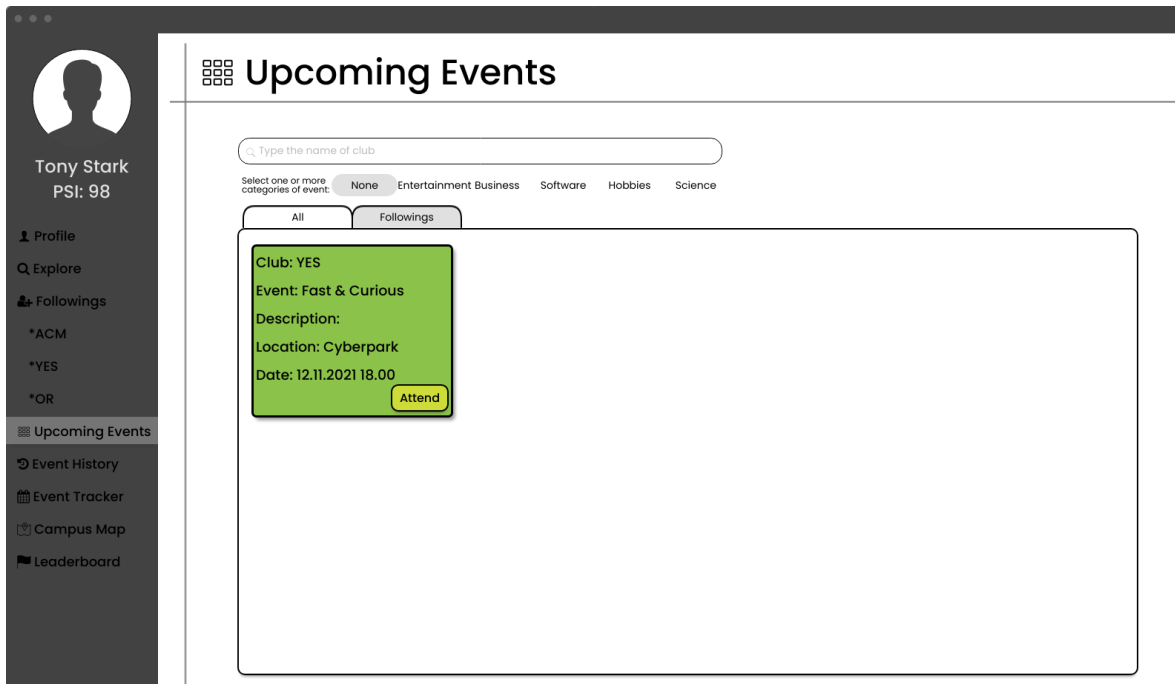 Upcoming Events
Tony Stark
PSI: 98
Profile
Explore
Followings
*ACM
*YES
*OR
Upcoming Events
Event History
Event Tracker
Campus Map
Leaderboard
Type the name of club
Select one or more
categories of event:
None Entertainment Business Software Hobbies Science
All Followings
Club: YES
Event: Fast & Curious
Description:
Location: Cyberpark
Date: 12.11.2021 18.00
Attend